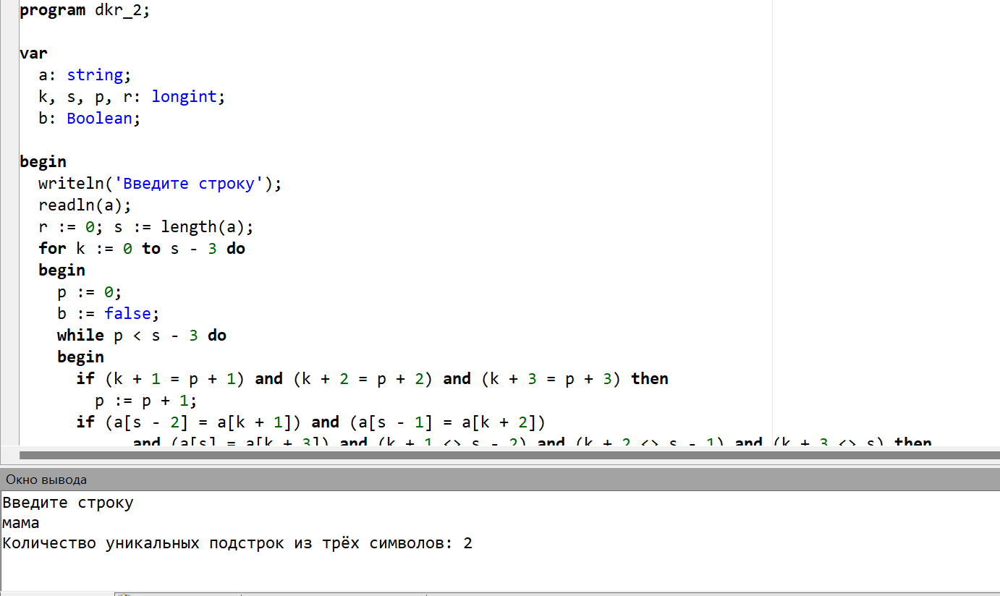 program dkr_2;
var
a: string;
k, s, p, r: longint;
b: Boolean;
begin
writeln('Введите строку');
readln(a);
r := 0; s := length(a);
for k := 0 to s - 3 do
begin
p := 0;
b := false;
while p < s - 3 do
begin
if (k + 1 = p + 1) and (k + 2 = p + 2) and (k + 3 = p + 3) then
p := p + 1;
if (a[s - 2] = a[k + 1]) and (a[s - 1] = a[k + 2])
and (a[s] = a[k + 3]) and (k + 1 <> s - 2) and (k + 2 <> s - 1) and (k + 3 <> s) then
Окно вывода
Введите строку
мама
Количество уникальных подстрок из трёх символов: 2